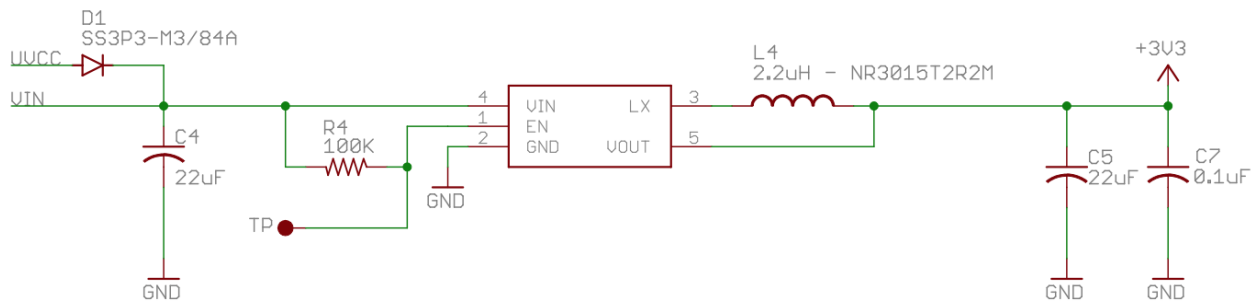 D1
SS3P3-M3/84A
UVCC
VIN
C4
22uF
GND
R4
100K
TP
4
1
2
VIN
EN
GND
LX
VOUT
3
5
GND
L4
2.2uH - NR3015T2R2M
+3V3
C5
22uF
GND
C7
0.1uF
GND